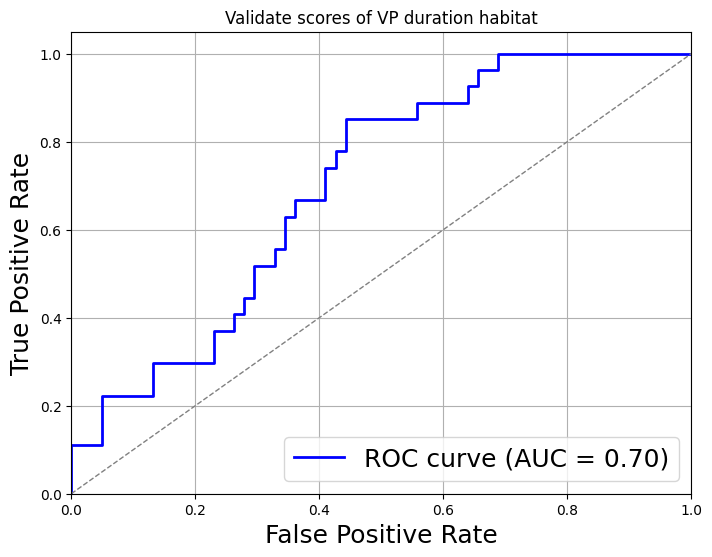 Validate scores of VP duration habitat
True Positive Rate
1.0
0.8
0.6
0.4
0.2
0.0
ROC curve (AUC = 0.70)
0.0 0.2 0.4 0.6 0.8 1.0
False Positive Rate